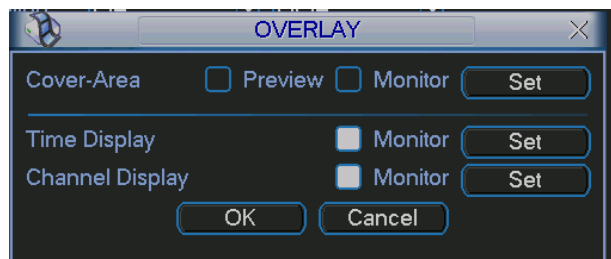 OVERLAY
Cover-Area Preview Monitor Set
Time Display Monitor Set
Channel Display Monitor Set
OK Cancel